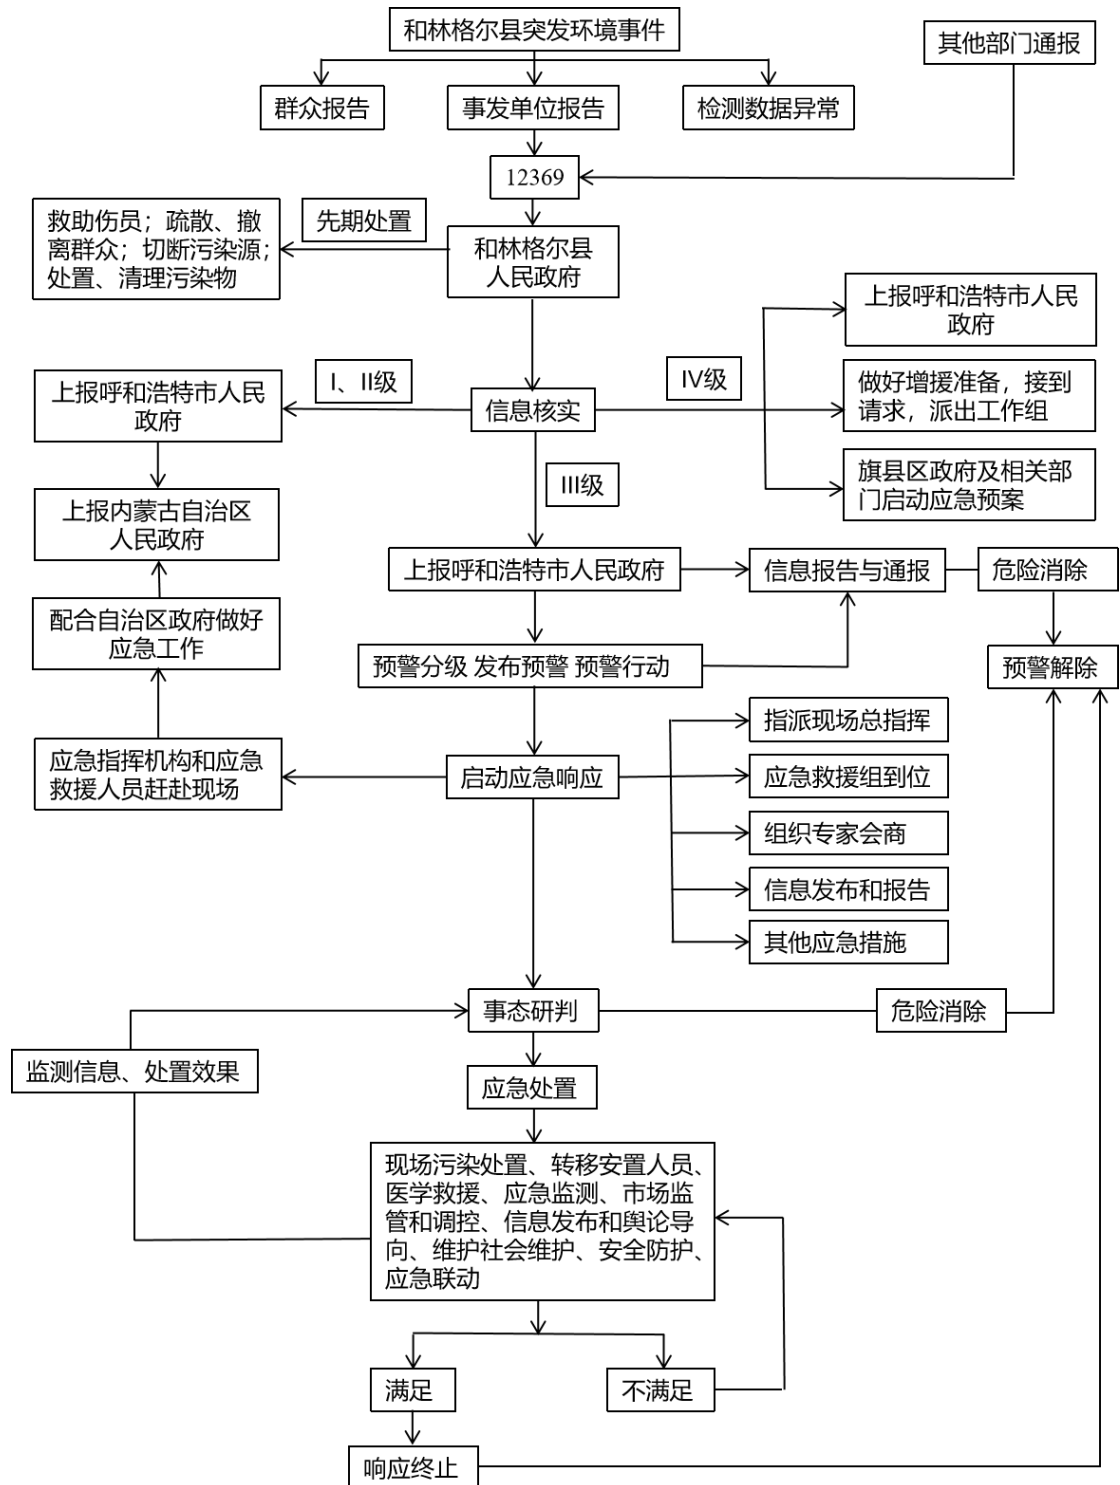 和林格尔县突发环境事件
其他部门通报
群众报告
事发单位报告
检测数据异常
12369
救助伤员；疏散、撤
离群众；切断污染源；
处置、清理污染物
先期处置
和林格尔县
人民政府
上报呼和浩特市人民
政府
I、II级
IV级
上报呼和浩特市人民
政府
信息核实
做好增援准备，接到
请求，派出工作组
III级
旗县区政府及相关部
门启动应急预案
上报内蒙古自治区
人民政府
上报呼和浩特市人民政府
信息报告与通报
危险消除
配合自治区政府做好
应急工作
预警分级 发布预警 预警行动
预警解除
指派现场总指挥
应急指挥机构和应急
救援人员赶赴现场
启动应急响应
应急救援组到位
组织专家会商
信息发布和报告
其他应急措施
事态研判
危险消除
监测信息、处置效果
应急处置
现场污染处置、转移安置人员、
医学救援、应急监测、市场监
管和调控、信息发布和舆论导
向、维护社会维护、安全防护、
应急联动
满足
不满足
响应终止